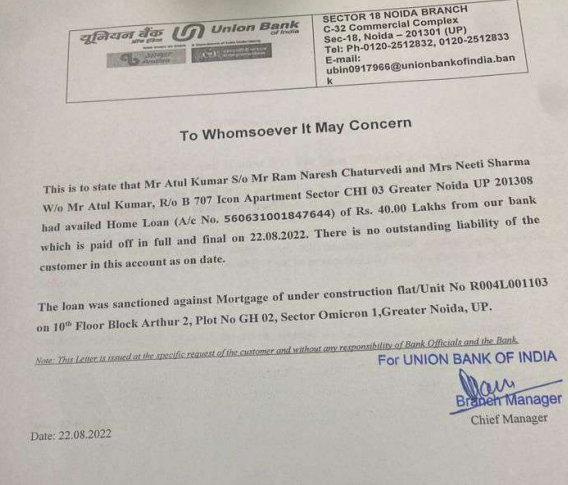 यूनियन बैंक
ऑफ इंडिया
Union Bank
of India
Andhra
SECTOR 18 NOIDA BRANCH
C-32 Commercial Complex
Sec-18, Noida – 201301 (UP)
Tel: Ph-0120-2512832, 0120-2512833
E-mail:
ubin0917966@unionbankofindia.ban
k
To Whomsoever It May Concern
This is to state that Mr Atul Kumar S/o Mr Ram Naresh Chaturvedi and Mrs Neeti Sharma
W/o Mr Atul Kumar, R/o B 707 Icon Apartment Sector CHI 03 Greater Noida UP 201308
had availed Home Loan (A/c No. 560631001847644) of Rs. 40.00 Lakhs from our bank
which is paid off in full and final on 22.08.2022. There is no outstanding liability of the
customer in this account as on date.
The loan was sanctioned against Mortgage of under construction flat/Unit No R004L001103
on 10th Floor Block Arthur 2, Plot No GH 02, Sector Omicron 1,Greater Noida, UP.
Note: This Letter is issued at the specific request of the customer and without any responsibility of Bank Officials and the Bank.
For UNION BANK OF INDIA
Branch Manager
Chief Manager
Date: 22.08.2022